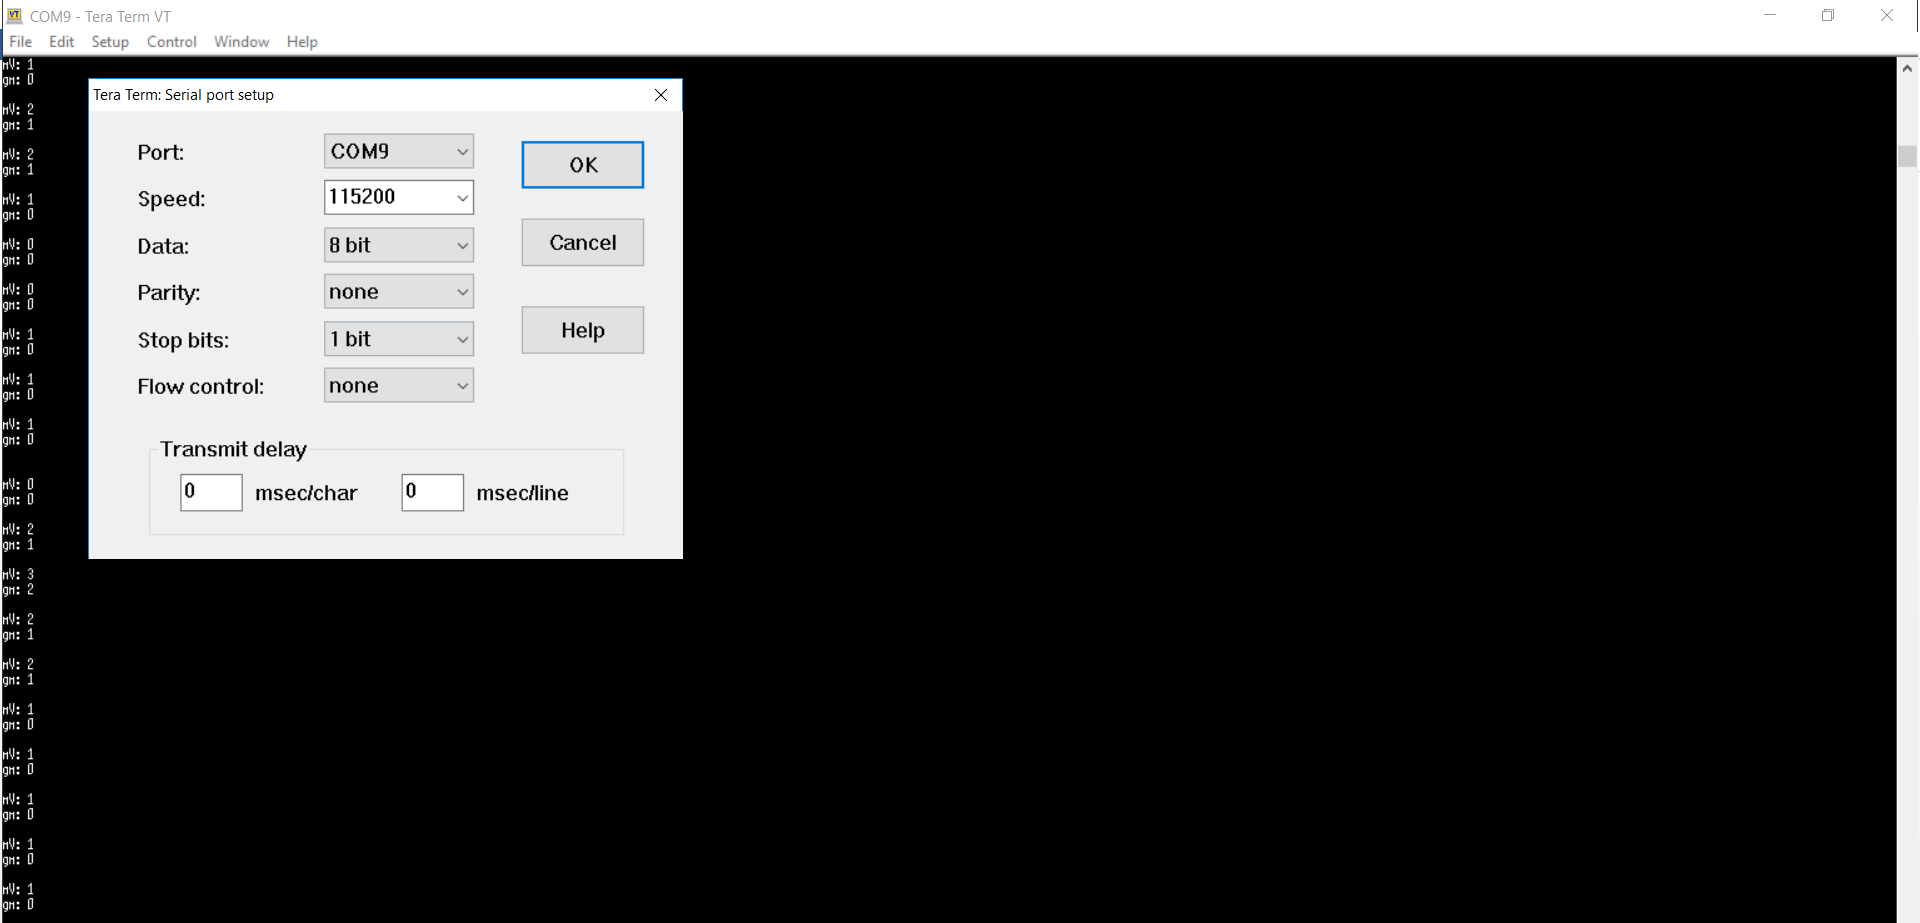 COM9 - Tera Term VT
File Edit Setup Control Window Help
mV: 1
gm: 0
mV: 2
gm: 1
mV: 2
gm: 1
mV: 1
gm: 0
mV: 0
gm: 0
mV: 0
gm: 0
mV: 1
gm: 0
mV: 1
gm: 0
mV: 1
gm: 0
mV: 0
gm: 0
mV: 2
gm: 1
mV: 3
gm: 2
mV: 2
gm: 1
mV: 2
gm: 1
mV: 1
gm: 0
mV: 1
gm: 0
mV: 1
gm: 0
mV: 1
gm: 0
mV: 1
gm: 0
Tera Term: Serial port setup
Port: COM9 OK
Speed: 115200
Data: 8 bit Cancel
Parity: none
Stop bits: 1 bit Help
Flow control: none
Transmit delay
0 msec/char 0 msec/line